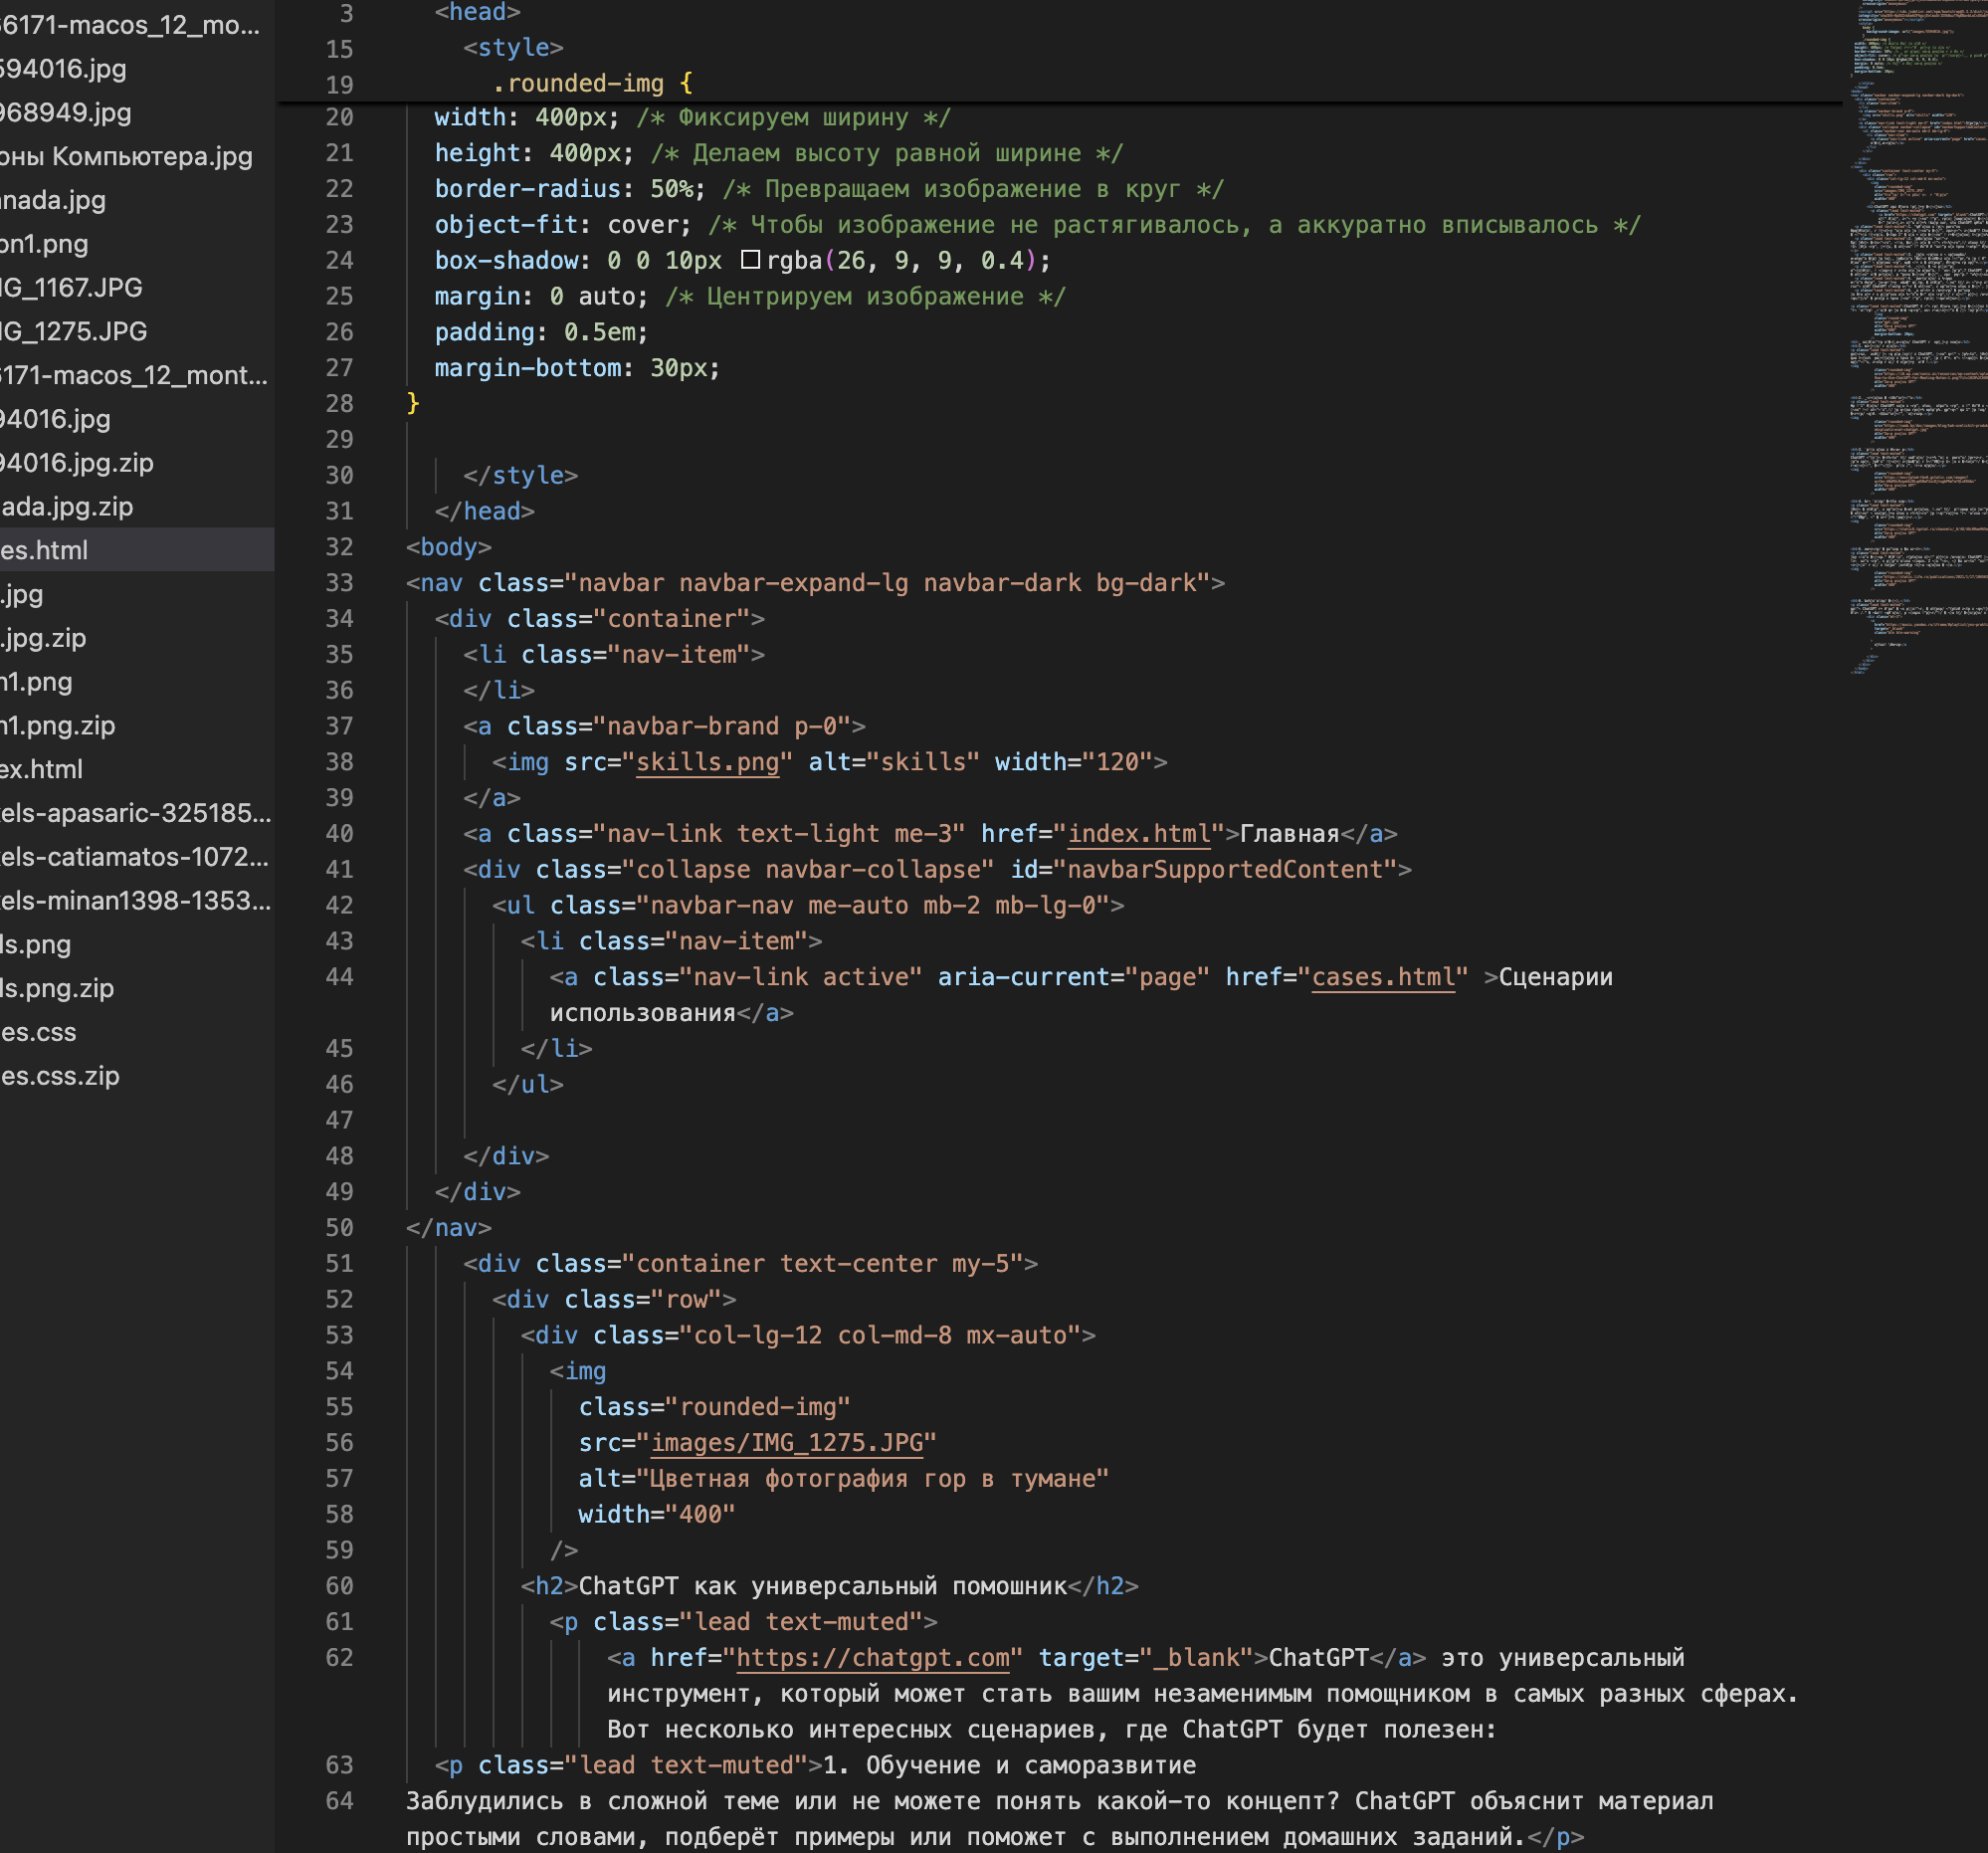 66171-macos_12_mo...
594016.jpg
968949.jpg
оны Компьютера.jpg
anada.jpg
on1.png
MG_1167.JPG
MG_1275.JPG
6171-macos_12_mont...
94016.jpg
94016.jpg.zip
ada.jpg.zip
es.html
.jpg
.jpg.zip
n1.png
n1.png.zip
ex.html
kels-apasaric-325185...
kels-catiamatos-1072...
kels-minan1398-1353...
ls.png
ls.png.zip
es.css
es.css.zip
3 <head>
15 <style>
19 .rounded-img {
20 width: 400px; /* Фиксируем ширину */
21 height: 400px; /* Делаем высоту равной ширине */
22 border-radius: 50%; /* Превращаем изображение в круг */
23 object-fit: cover; /* Чтобы изображение не растягивалось, а аккуратно вписывалось */
24 box-shadow: 0 0 10px rgba(26, 9, 9, 0.4);
25 margin: 0 auto; /* Центрируем изображение */
26 padding: 0.5em;
27 margin-bottom: 30px;
28 }
29
30 </style>
31 </head>
32 <body>
33 <nav class="navbar navbar-expand-lg navbar-dark bg-dark">
34 <div class="container">
35 <li class="nav-item">
36 </li>
37 <a class="navbar-brand p-0">
38 <img src="skills.png" alt="skills" width="120">
39 </a>
40 <a class="nav-link text-light me-3" href="index.html">Главная</a>
41 <div class="collapse navbar-collapse" id="navbarSupportedContent">
42 <ul class="navbar-nav me-auto mb-2 mb-lg-0">
43 <li class="nav-item">
44 <a class="nav-link active" aria-current="page" href="cases.html" >Сценарии
использования</a>
45 </li>
46 </ul>
47
48 </div>
49 </div>
50 </nav>
51 <div class="container text-center my-5">
52 <div class="row">
53 <div class="col-lg-12 col-md-8 mx-auto">
54 <img
55 class="rounded-img"
56 src="images/IMG_1275.JPG"
57 alt="Цветная фотография гор в тумане"
58 width="400"
59 />
60 <h2>ChatGPT как универсальный помошник</h2>
61 <p class="lead text-muted">
62 <a href="https://chatgpt.com" target="_blank">ChatGPT</a> это универсальный
инструмент, который может стать вашим незаменимым помощником в самых разных сферах.
Вот несколько интересных сценариев, где ChatGPT будет полезен:
63 <p class="lead text-muted">1. Обучение и саморазвитие
64 Заблудились в сложной теме или не можете понять какой-то концепт? ChatGPT объяснит материал
простыми словами, подберёт примеры или поможет с выполнением домашних заданий.</p>